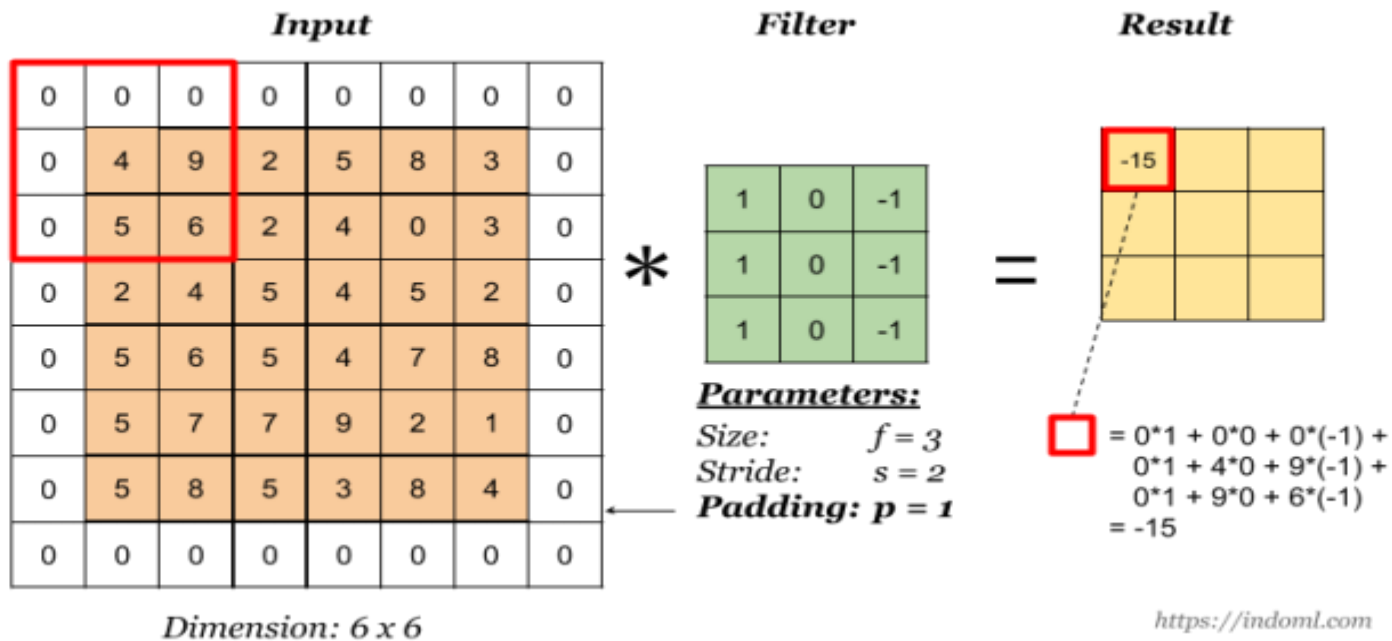 Input Filter Result
0 0 0 0 0 0 0 0
0 4 9 2 5 8 3 0
0 5 6 2 4 0 3 0
0 2 4 5 4 5 2 0
0 5 6 5 4 7 8 0
0 5 7 7 9 2 1 0
0 5 8 5 3 8 4 0
0 0 0 0 0 0 0 0
Dimension: 6 x 6
*
1 0 -1
1 0 -1
1 0 -1
Parameters:
Size: f = 3
Stride: s = 2
Padding: p = 1
=
-15
= 0*1 + 0*0 + 0*(-1) +
0*1 + 4*0 + 9*(-1) +
0*1 + 9*0 + 6*(-1)
= -15
https://indoml.com